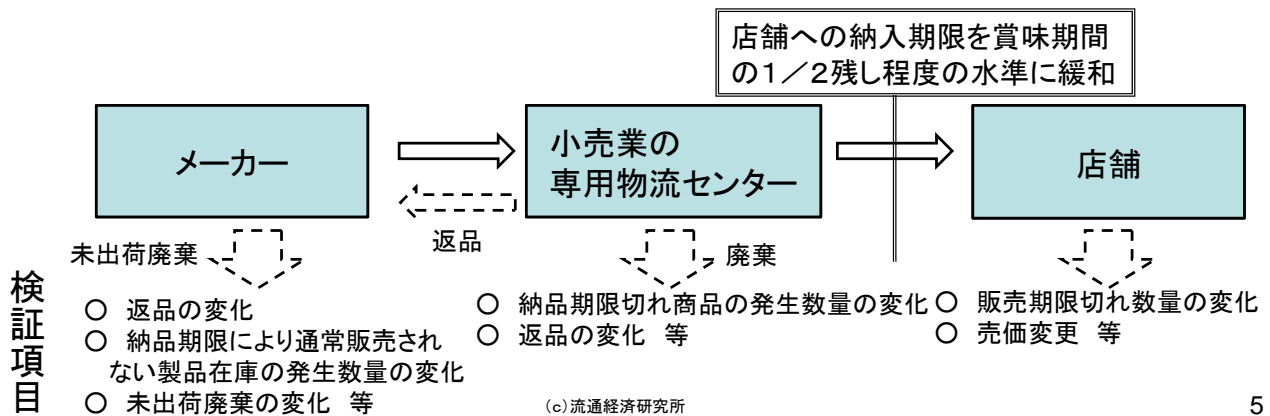 店舗への納入期限を賞味期間
の1/2残し程度の水準に緩和
メーカー
小売業の
専用物流センター
店舗
返品
未出荷廃棄
廃棄
検証項目
○ 返品の変化
○ 納品期限により通常販売され
ない製品在庫の発生数量の変化
○ 未出荷廃棄の変化 等
○ 納品期限切れ商品の発生数量の変化
○ 返品の変化 等
○ 販売期限切れ数量の変化
○ 売価変更 等
(c)流通経済研究所
5